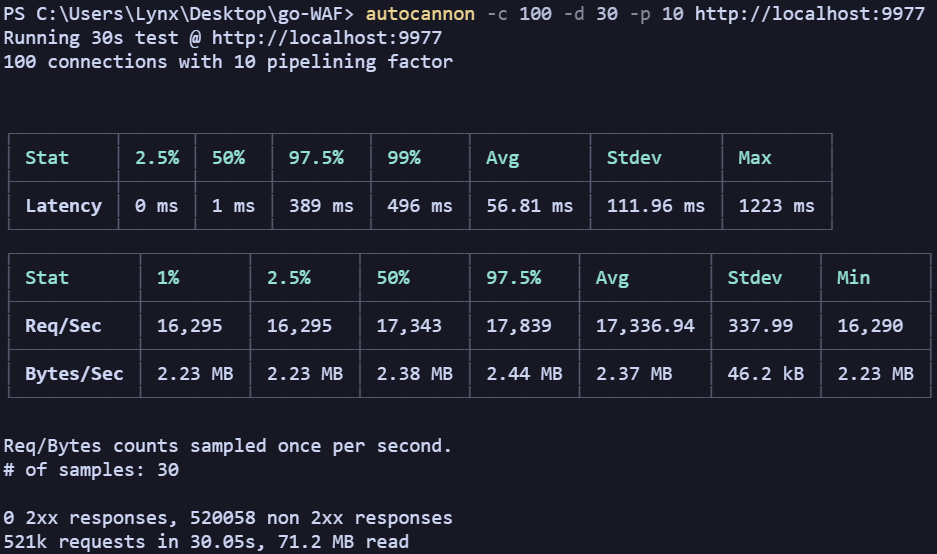 PS C:\Users\Lynx\Desktop\go-WAF> autocannon -c 100 -d 30 -p 10 http://localhost:9977
Running 30s test @ http://localhost:9977
100 connections with 10 pipelining factor
Stat 2.5% 50% 97.5% 99% Avg Stdev Max
Latency 0 ms 1 ms 389 ms 496 ms 56.81 ms 111.96 ms 1223 ms
Stat 1% 2.5% 50% 97.5% Avg Stdev Min
Req/Sec 16,295 16,295 17,343 17,839 17,336.94 337.99 16,290
Bytes/Sec 2.23 MB 2.23 MB 2.38 MB 2.44 MB 2.37 MB 46.2 kB 2.23 MB
Req/Bytes counts sampled once per second.
# of samples: 30
0 2xx responses, 520058 non 2xx responses
521k requests in 30.05s, 71.2 MB read